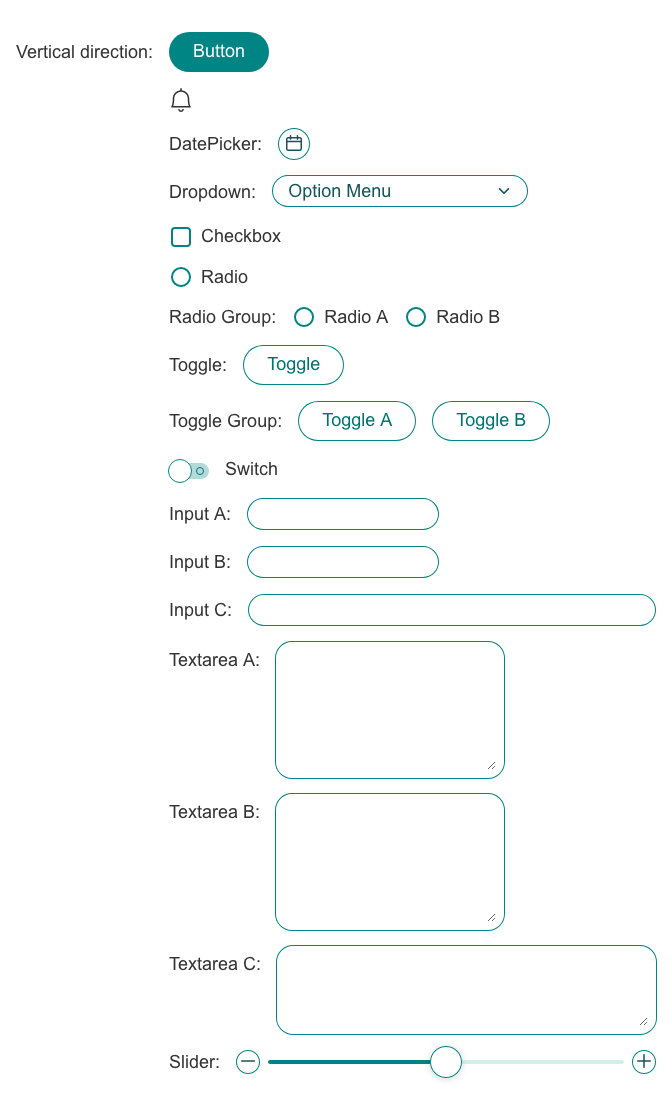 Vertical direction: Button
DatePicker:
Dropdown: Option Menu
Checkbox
Radio
Radio Group: Radio A Radio B
Toggle: Toggle
Toggle Group: Toggle A Toggle B
Switch
Input A:
Input B:
Input C:
Textarea A:
Textarea B:
Textarea C:
Slider: